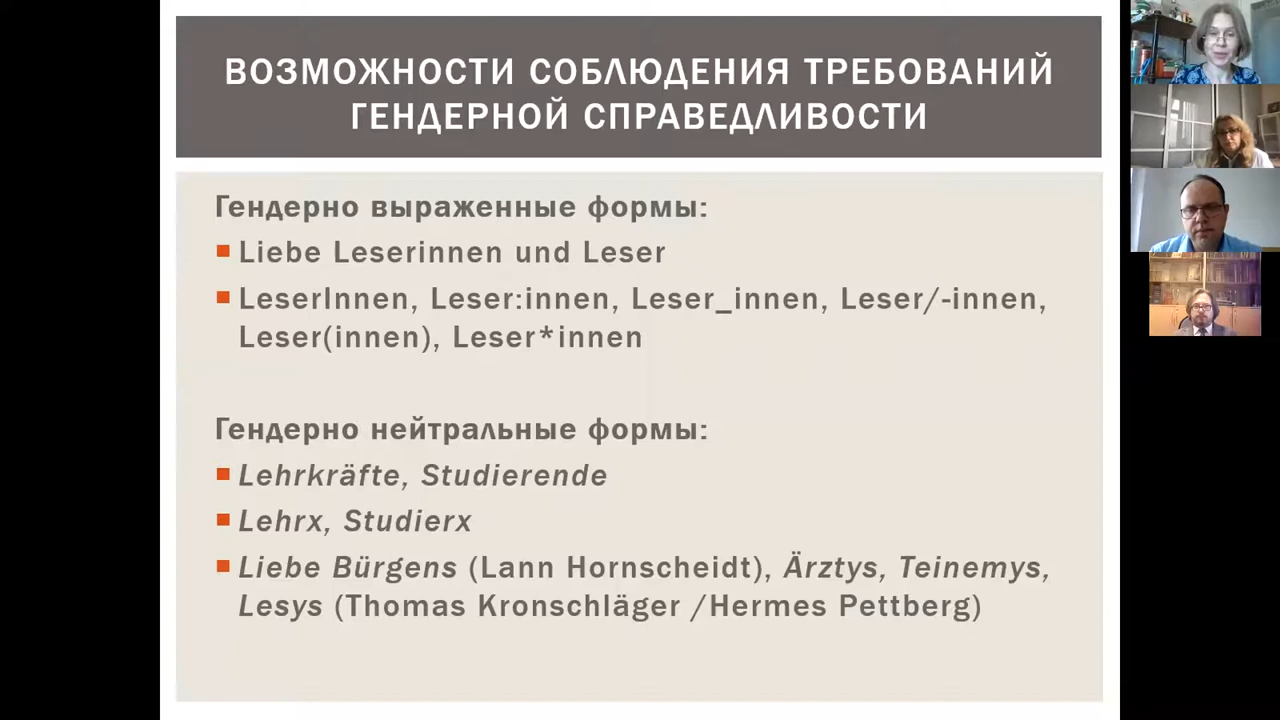 ВОЗМОЖНОСТИ СОБЛЮДЕНИЯ ТРЕБОВАНИЙ
ГЕНДЕРНОЙ СПРАВЕДЛИВОСТИ
Гендерно выраженные формы:
Liebe Leserinnen und Leser
LeserInnen, Leser:innen, Leser_innen, Leser/-innen,
Leser(innen), Leser*innen
Гендерно нейтральные формы:
Lehrkräfte, Studierende
Lehrx, Studierx
Liebe Bürgens (Lann Hornscheidt), Ärztys, Teinemys,
Lesys (Thomas Kronschläger /Hermes Pettberg)